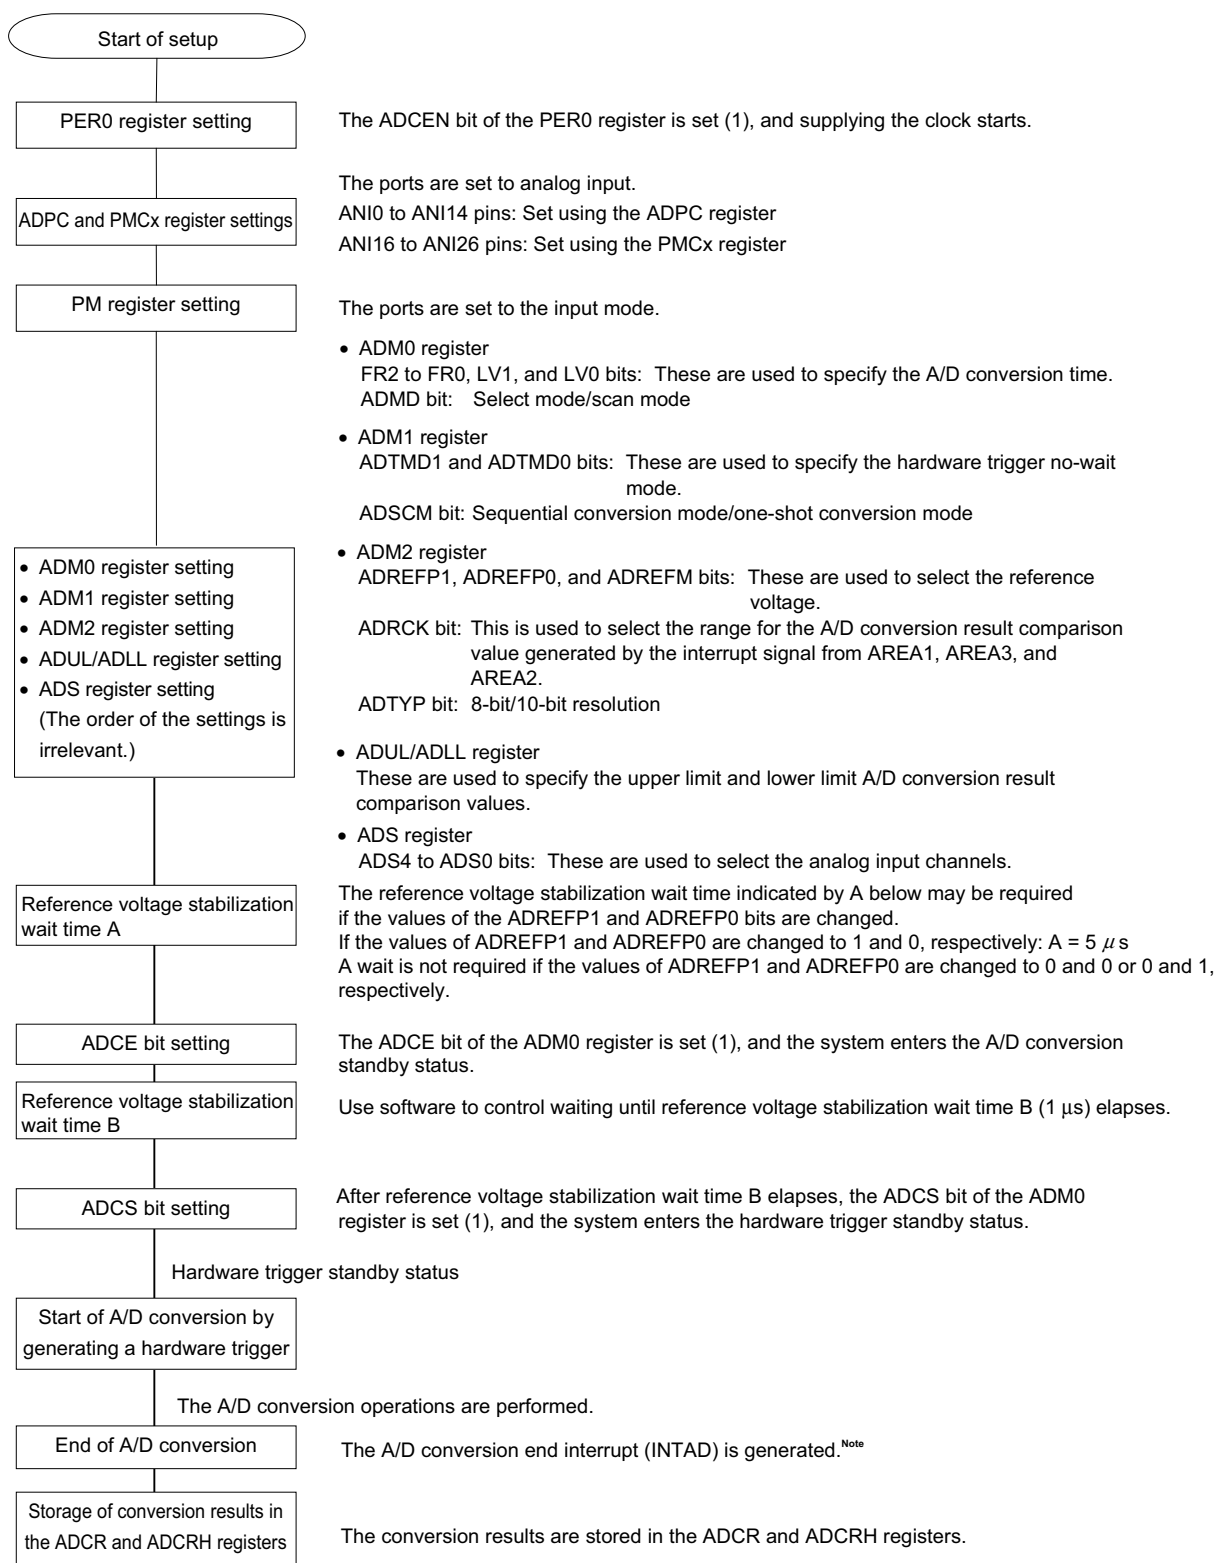 Start of setup
PER0 register setting
The ADCEN bit of the PER0 register is set (1), and supplying the clock starts.
ADPC and PMCx register settings
The ports are set to analog input.
ANI0 to ANI14 pins: Set using the ADPC register
ANI16 to ANI26 pins: Set using the PMCx register
PM register setting
The ports are set to the input mode.
• ADM0 register setting
• ADM1 register setting
• ADM2 register setting
• ADUL/ADLL register setting
• ADS register setting
(The order of the settings is
irrelevant.)
• ADM0 register
FR2 to FR0, LV1, and LV0 bits: These are used to specify the A/D conversion time.
ADMD bit: Select mode/scan mode
• ADM1 register
ADTMD1 and ADTMD0 bits: These are used to specify the hardware trigger no-wait
mode.
ADSCM bit: Sequential conversion mode/one-shot conversion mode
• ADM2 register
ADREFP1, ADREFP0, and ADREFM bits: These are used to select the reference
voltage.
ADRCK bit: This is used to select the range for the A/D conversion result comparison
value generated by the interrupt signal from AREA1, AREA3, and
AREA2.
ADTYP bit: 8-bit/10-bit resolution
• ADUL/ADLL register
These are used to specify the upper limit and lower limit A/D conversion result
comparison values.
• ADS register
ADS4 to ADS0 bits: These are used to select the analog input channels.
Reference voltage stabilization
wait time A
The reference voltage stabilization wait time indicated by A below may be required
if the values of the ADREFP1 and ADREFP0 bits are changed.
If the values of ADREFP1 and ADREFP0 are changed to 1 and 0, respectively: A = 5 μs
A wait is not required if the values of ADREFP1 and ADREFP0 are changed to 0 and 0 or 0 and 1,
respectively.
ADCE bit setting
The ADCE bit of the ADM0 register is set (1), and the system enters the A/D conversion
standby status.
Reference voltage stabilization
wait time B
Use software to control waiting until reference voltage stabilization wait time B (1 μs) elapses.
ADCS bit setting
After reference voltage stabilization wait time B elapses, the ADCS bit of the ADM0
register is set (1), and the system enters the hardware trigger standby status.
Hardware trigger standby status
Start of A/D conversion by
generating a hardware trigger
The A/D conversion operations are performed.
End of A/D conversion
The A/D conversion end interrupt (INTAD) is generated.Note
Storage of conversion results in
the ADCR and ADCRH registers
The conversion results are stored in the ADCR and ADCRH registers.